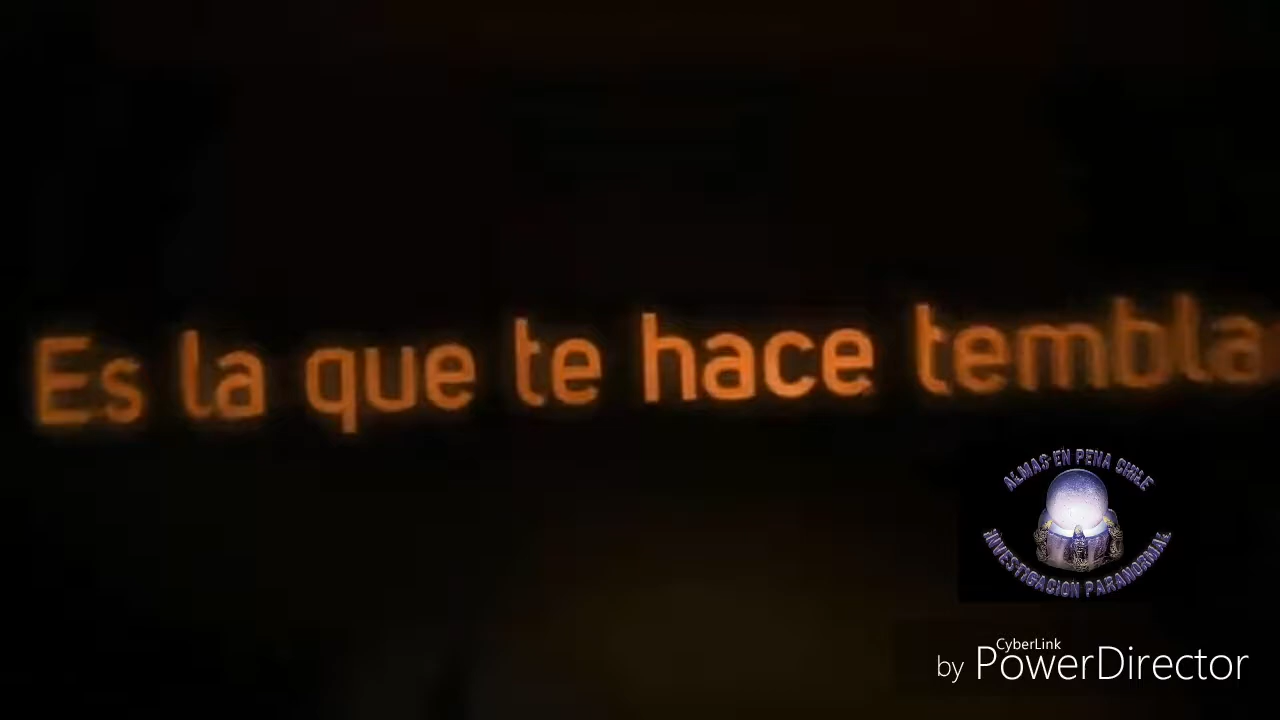 Es la que te hace tembla
ALMAS EN PENA CHILE
INVESTIGACION PARANORMAL
CyberLink
by PowerDirector